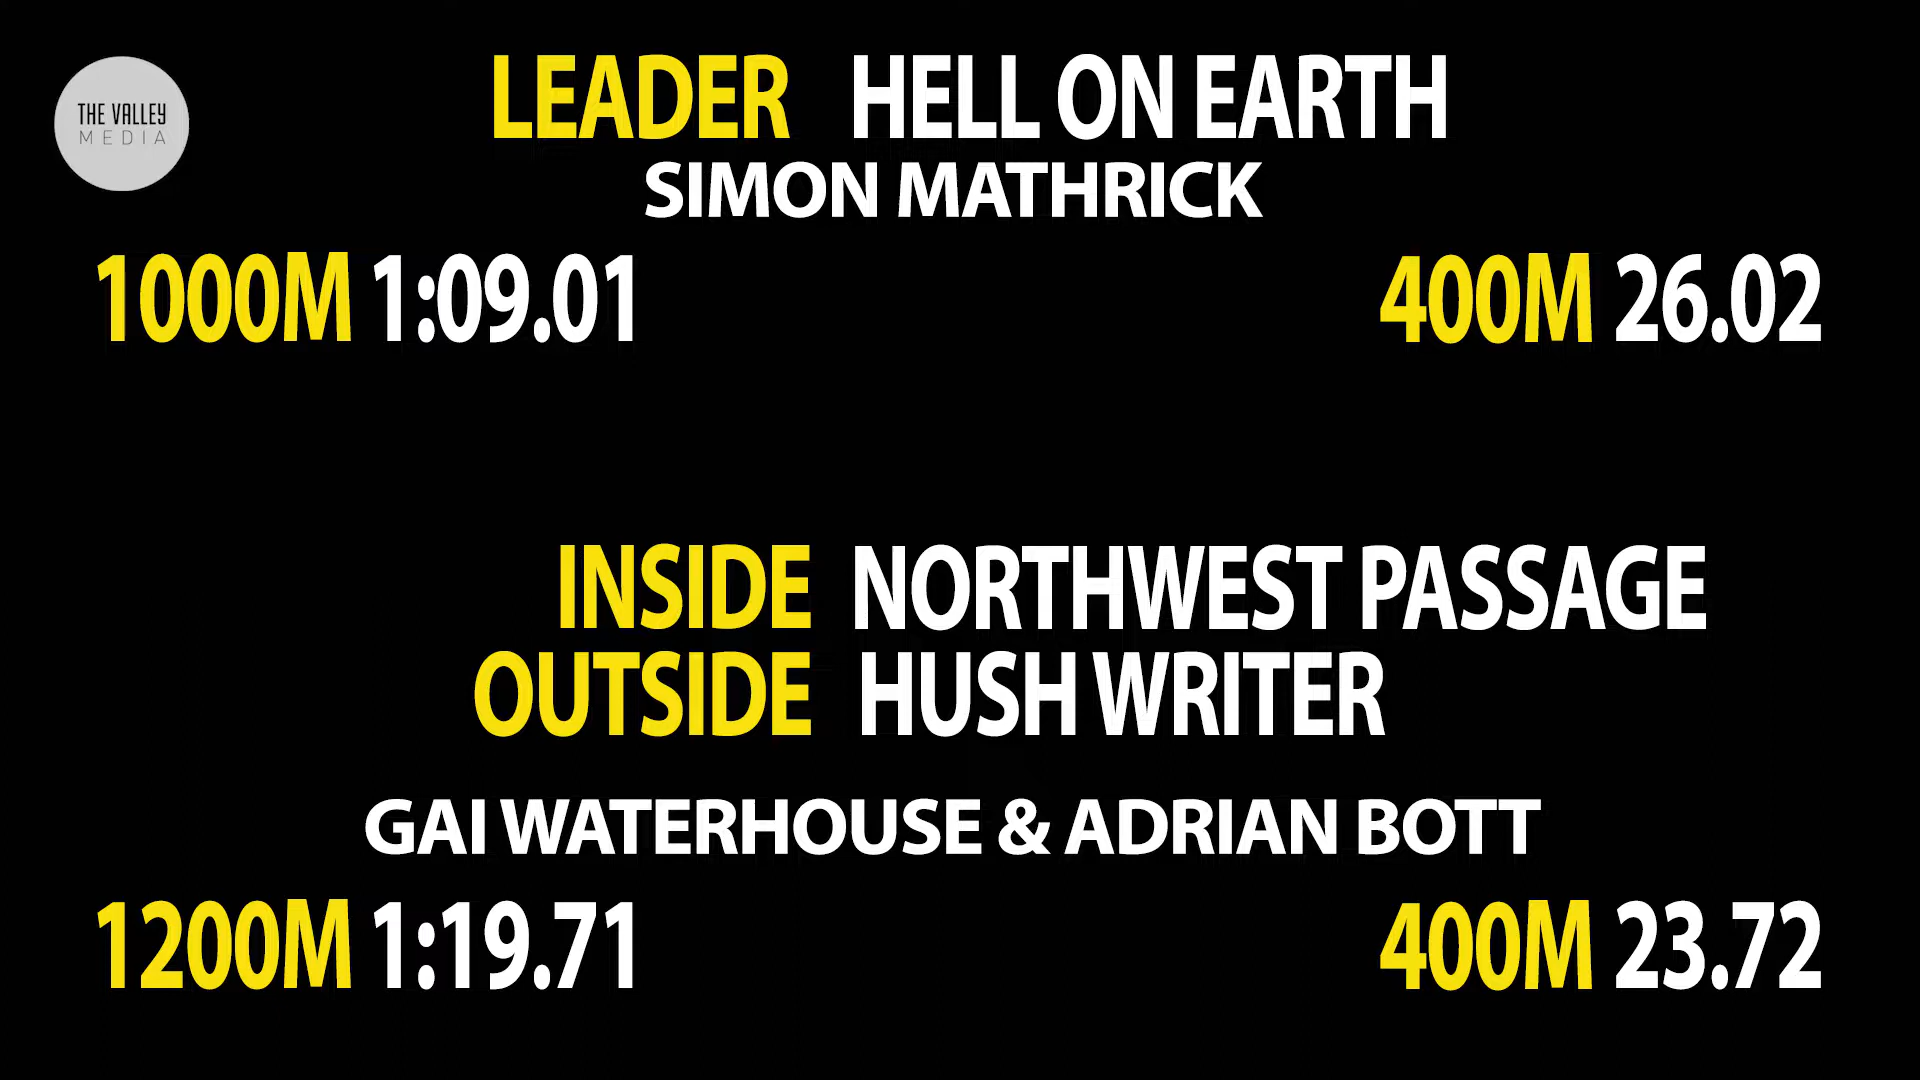 THE VALLEY
MEDIA
LEADER HELL ON EARTH
SIMON MATHRICK
1000M 1:09.01 400M 26.02
INSIDE NORTHWEST PASSAGE
OUTSIDE HUSH WRITER
GAI WATERHOUSE & ADRIAN BOTT
1200M 1:19.71 400M 23.72